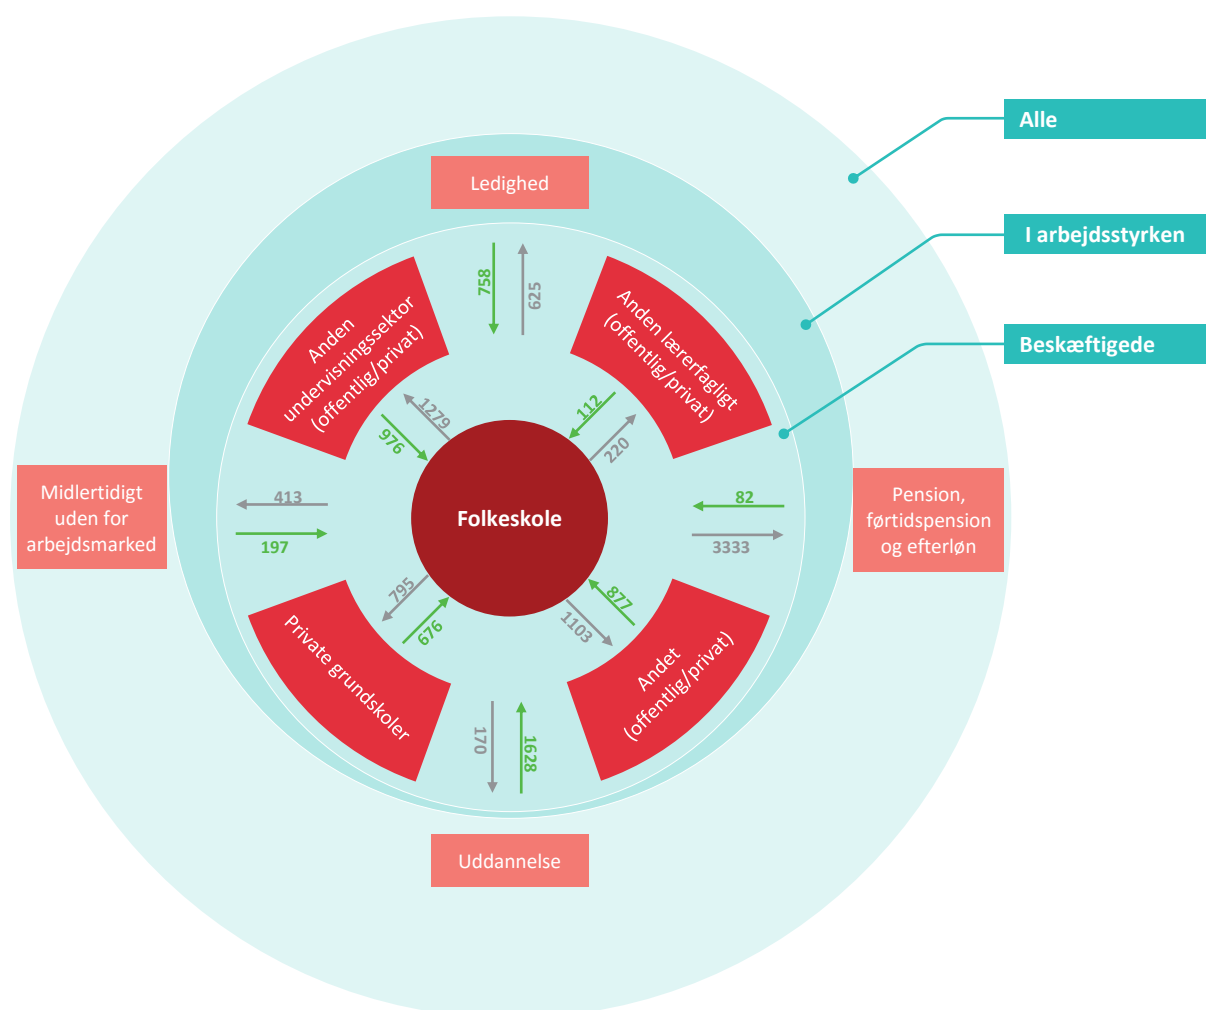 Alle
I arbejdsstyrken
Beskæftigede
Ledighed
758
625
Anden
undervisningssektor
(offentlig/privat)
Anden lærerfagligt
(offentlig/privat)
1279
976
112
220
Midlertidigt
uden for
arbejdsmarked
413
197
Folkeskole
82
3333
Pension,
førtidspension
og efterløn
795
676
877
1103
Private grundskoler
Andet
(offentlig/privat)
170
1628
Uddannelse